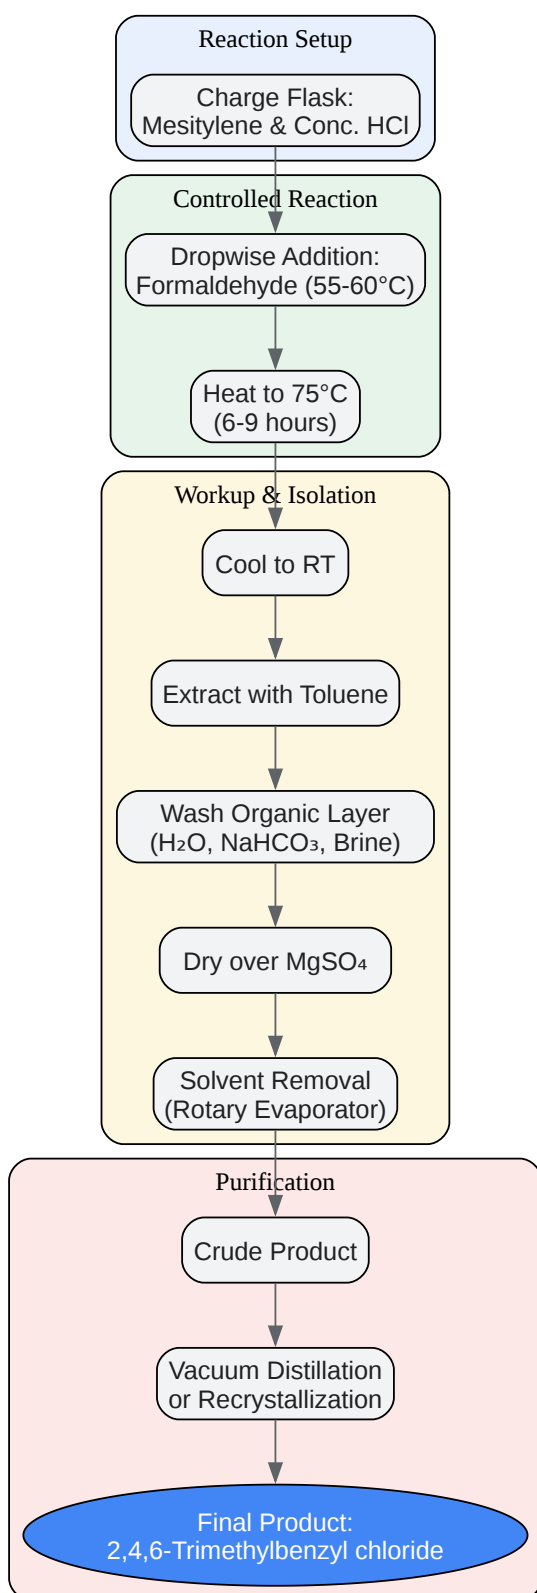 Reaction Setup
Charge Flask:
Mesitylene & Conc. HCl
Controlled Reaction
Dropwise Addition:
Formaldehyde (55-60°C)
Heat to 75°C
(6-9 hours)
Workup & Isolation
Cool to RT
Extract with Toluene
Wash Organic Layer
(H₂O, NaHCO₃, Brine)
Dry over MgSO₄
Solvent Removal
(Rotary Evaporator)
Purification
Crude Product
Vacuum Distillation
or Recrystallization
Final Product:
2,4,6-Trimethylbenzyl chloride